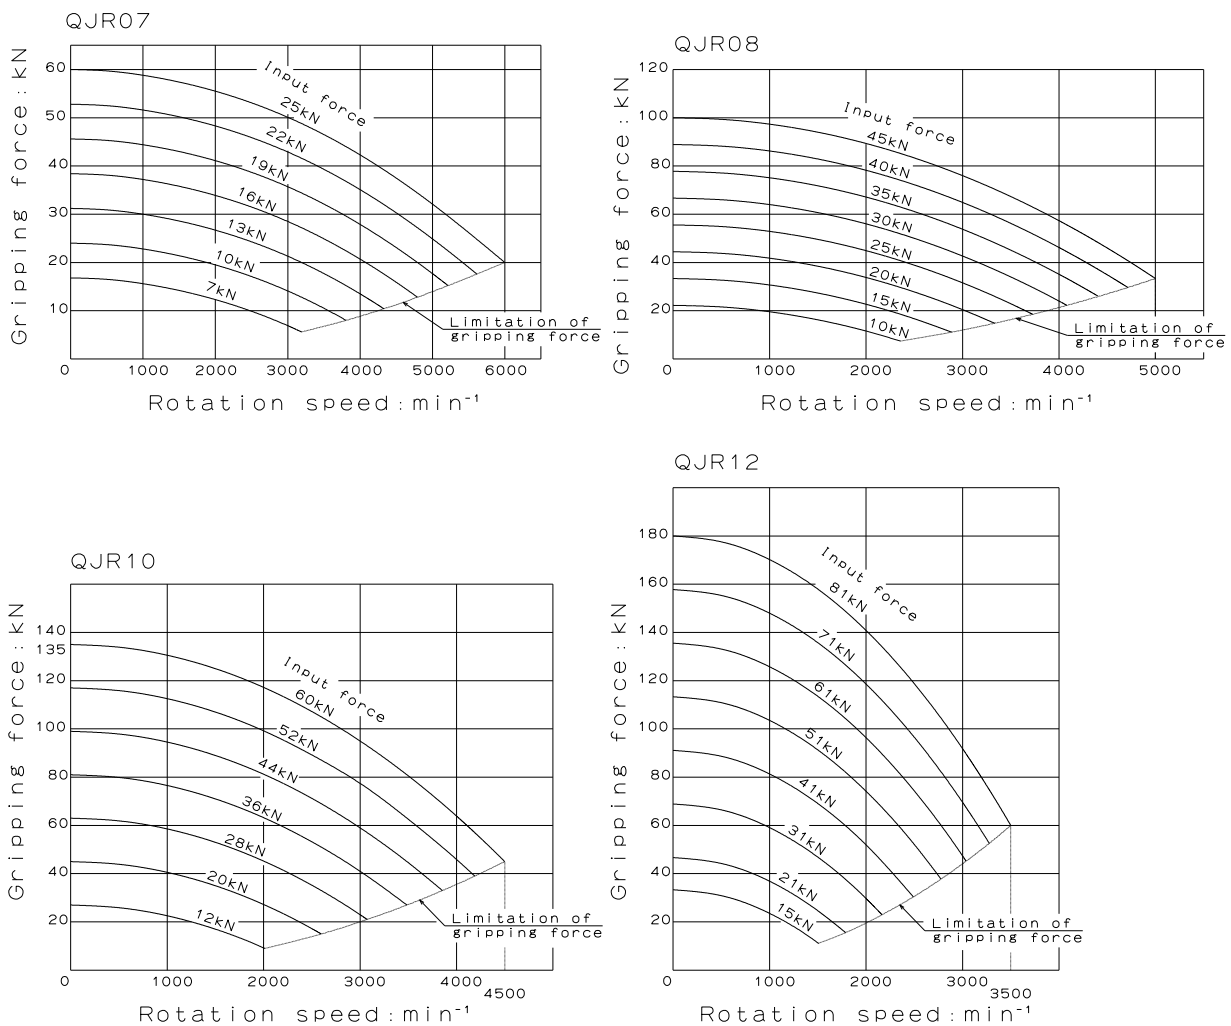 QJR07
Gripping force:kN
60
50
40
30
20
10
Input force
25kN
22kN
19kN
16kN
13kN
10kN
7kN
Limitation of
gripping force
0 1000 2000 3000 4000 5000 6000
Rotation speed:min⁻¹
QJR08
Gripping force:kN
120
100
80
60
40
20
Input force
45kN
40kN
35kN
30kN
25kN
20kN
15kN
10kN
Limitation of
gripping force
0 1000 2000 3000 4000 5000
Rotation speed:min⁻¹
QJR10
Gripping force:kN
140
135
120
100
80
60
40
20
Input force
60kN
52kN
44kN
36kN
28kN
20kN
12kN
Limitation of
gripping force
0 1000 2000 3000 4000
4500
Rotation speed:min⁻¹
QJR12
Gripping force:kN
180
160
140
120
100
80
60
40
20
Input force
81kN
71kN
61kN
51kN
41kN
31kN
21kN
15kN
Limitation of
gripping force
0 1000 2000 3000
3500
Rotation speed:min⁻¹